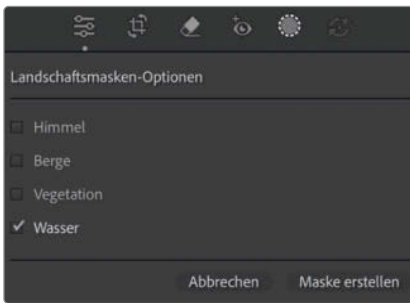 Landschaftsmasken-Optionen
Himmel
Berge
Vegetation
Wasser
Abbrechen Maske erstellen